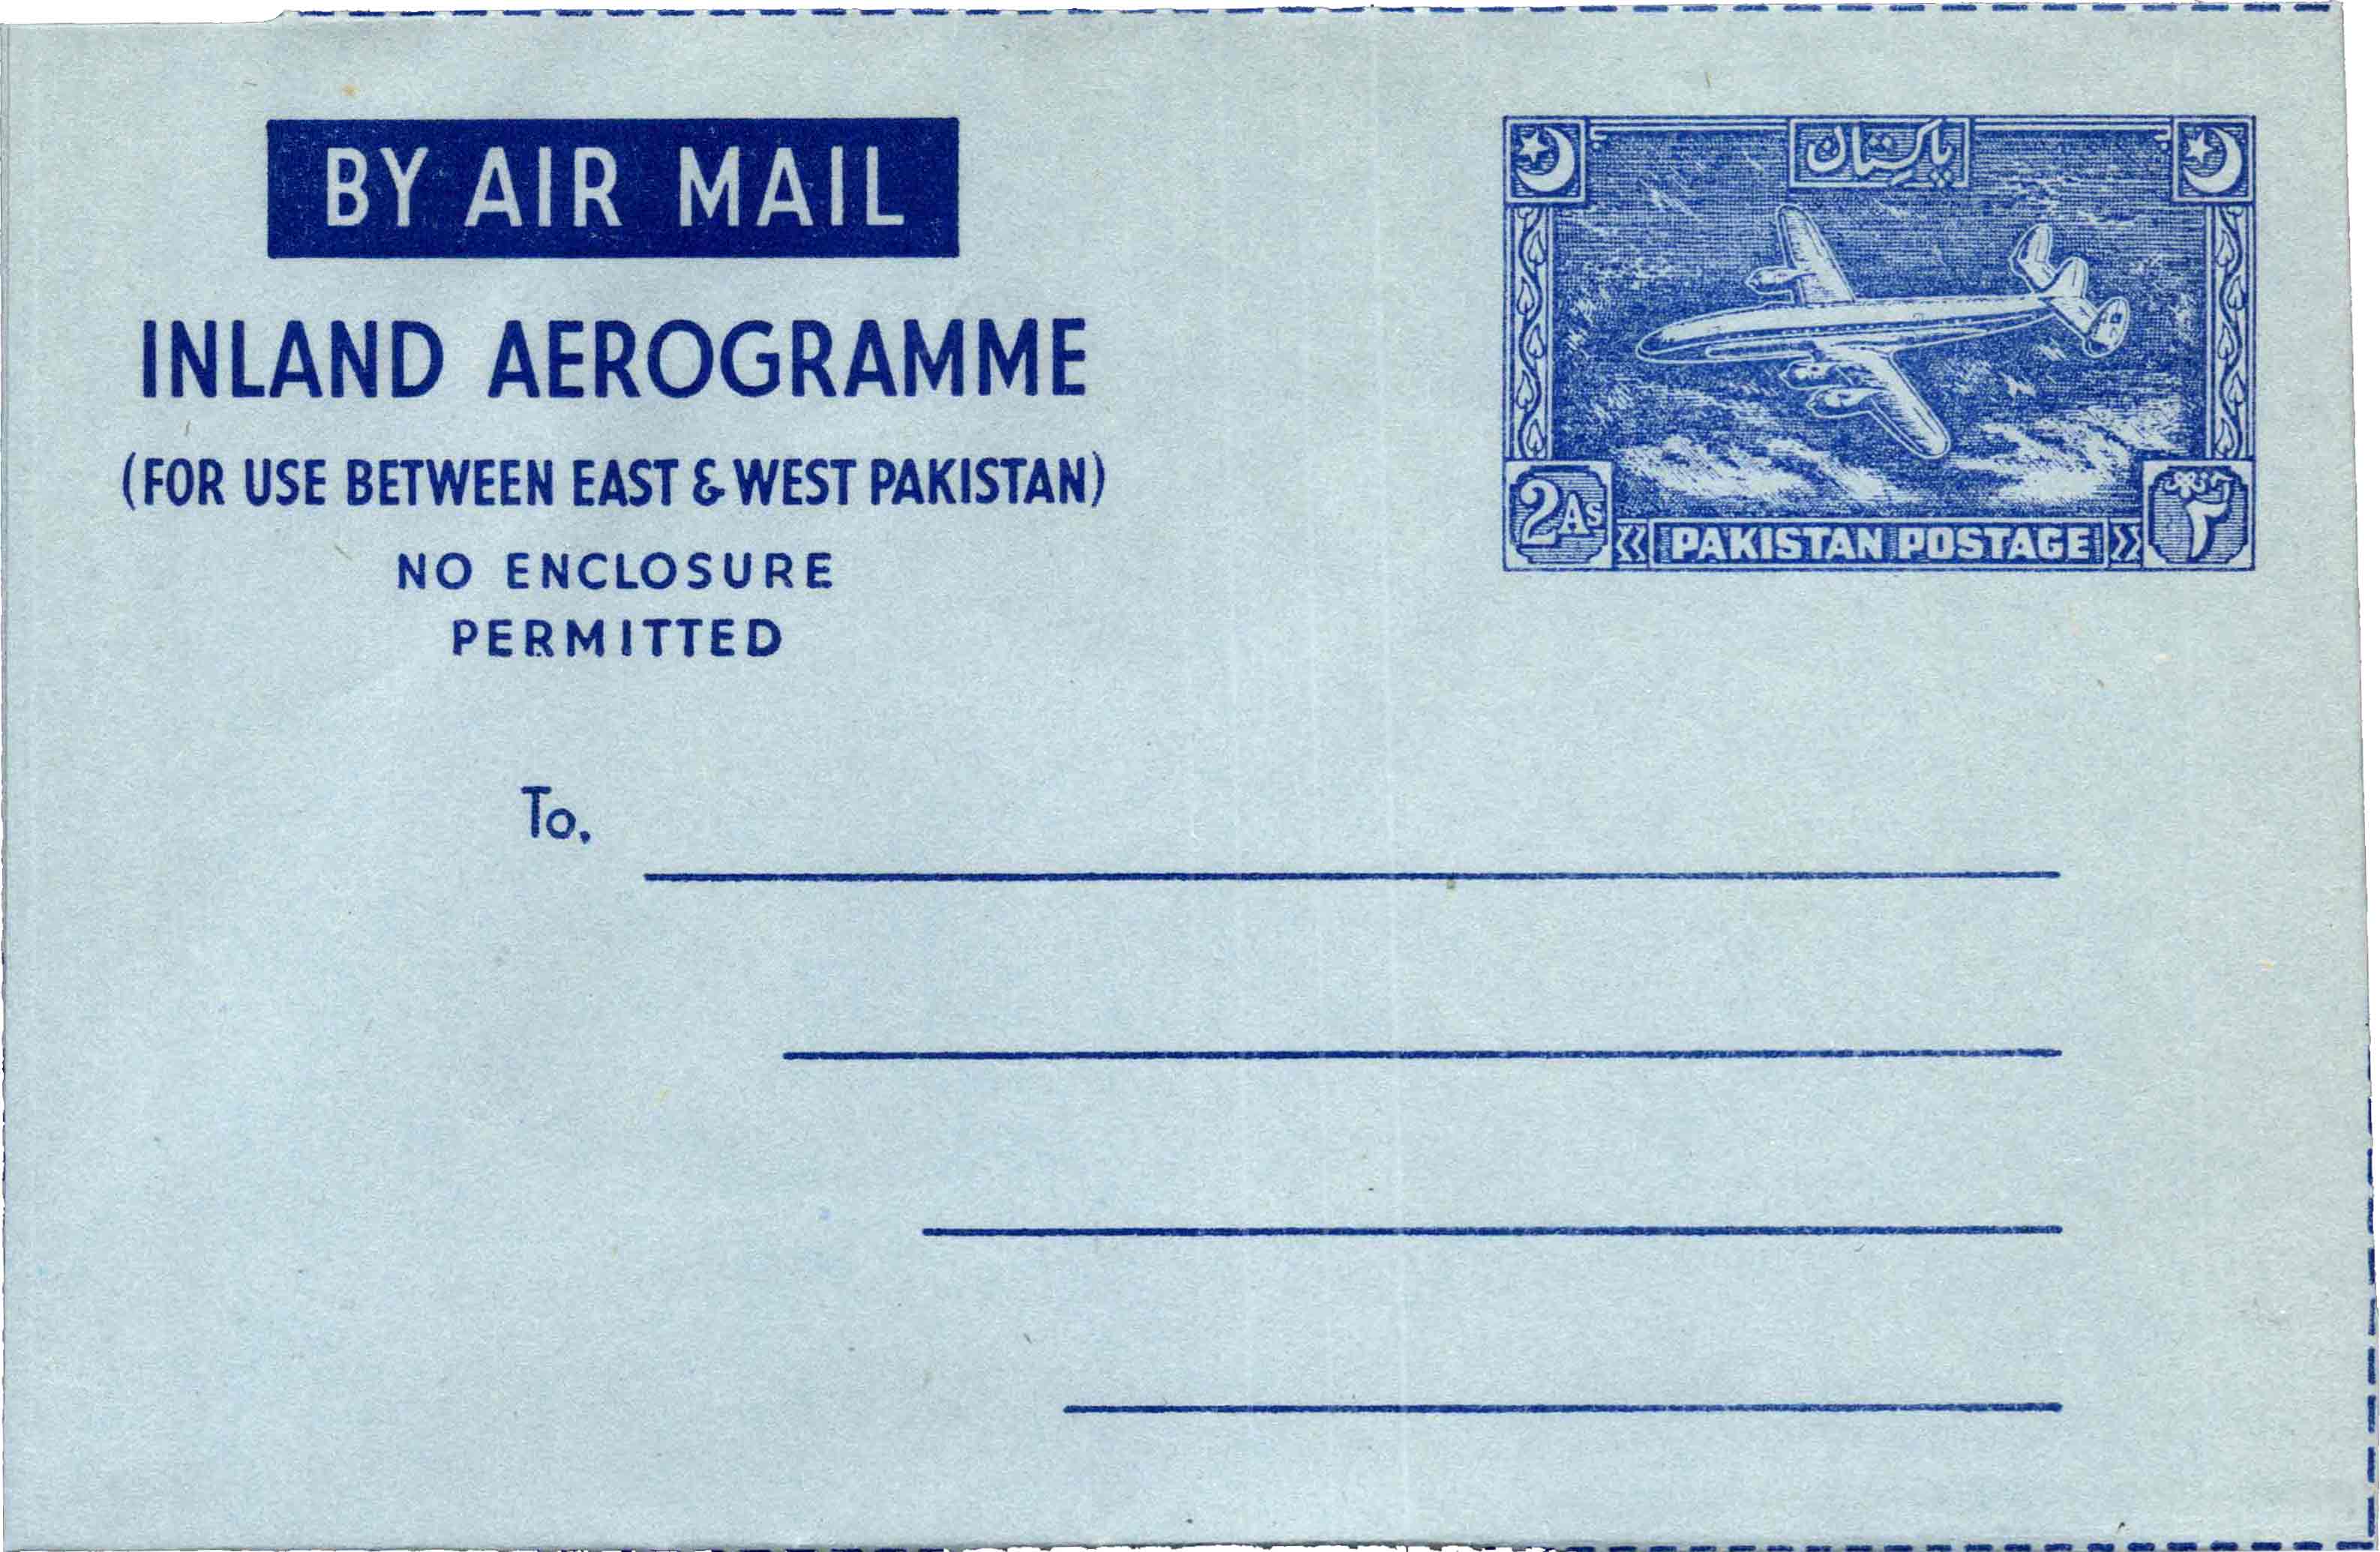 BY AIR MAIL
INLAND AEROGRAMME
(FOR USE BETWEEN EAST & WEST PAKISTAN)
NO ENCLOSURE
PERMITTED
پاکستان
2As
PAKISTAN POSTAGE
۲
To.